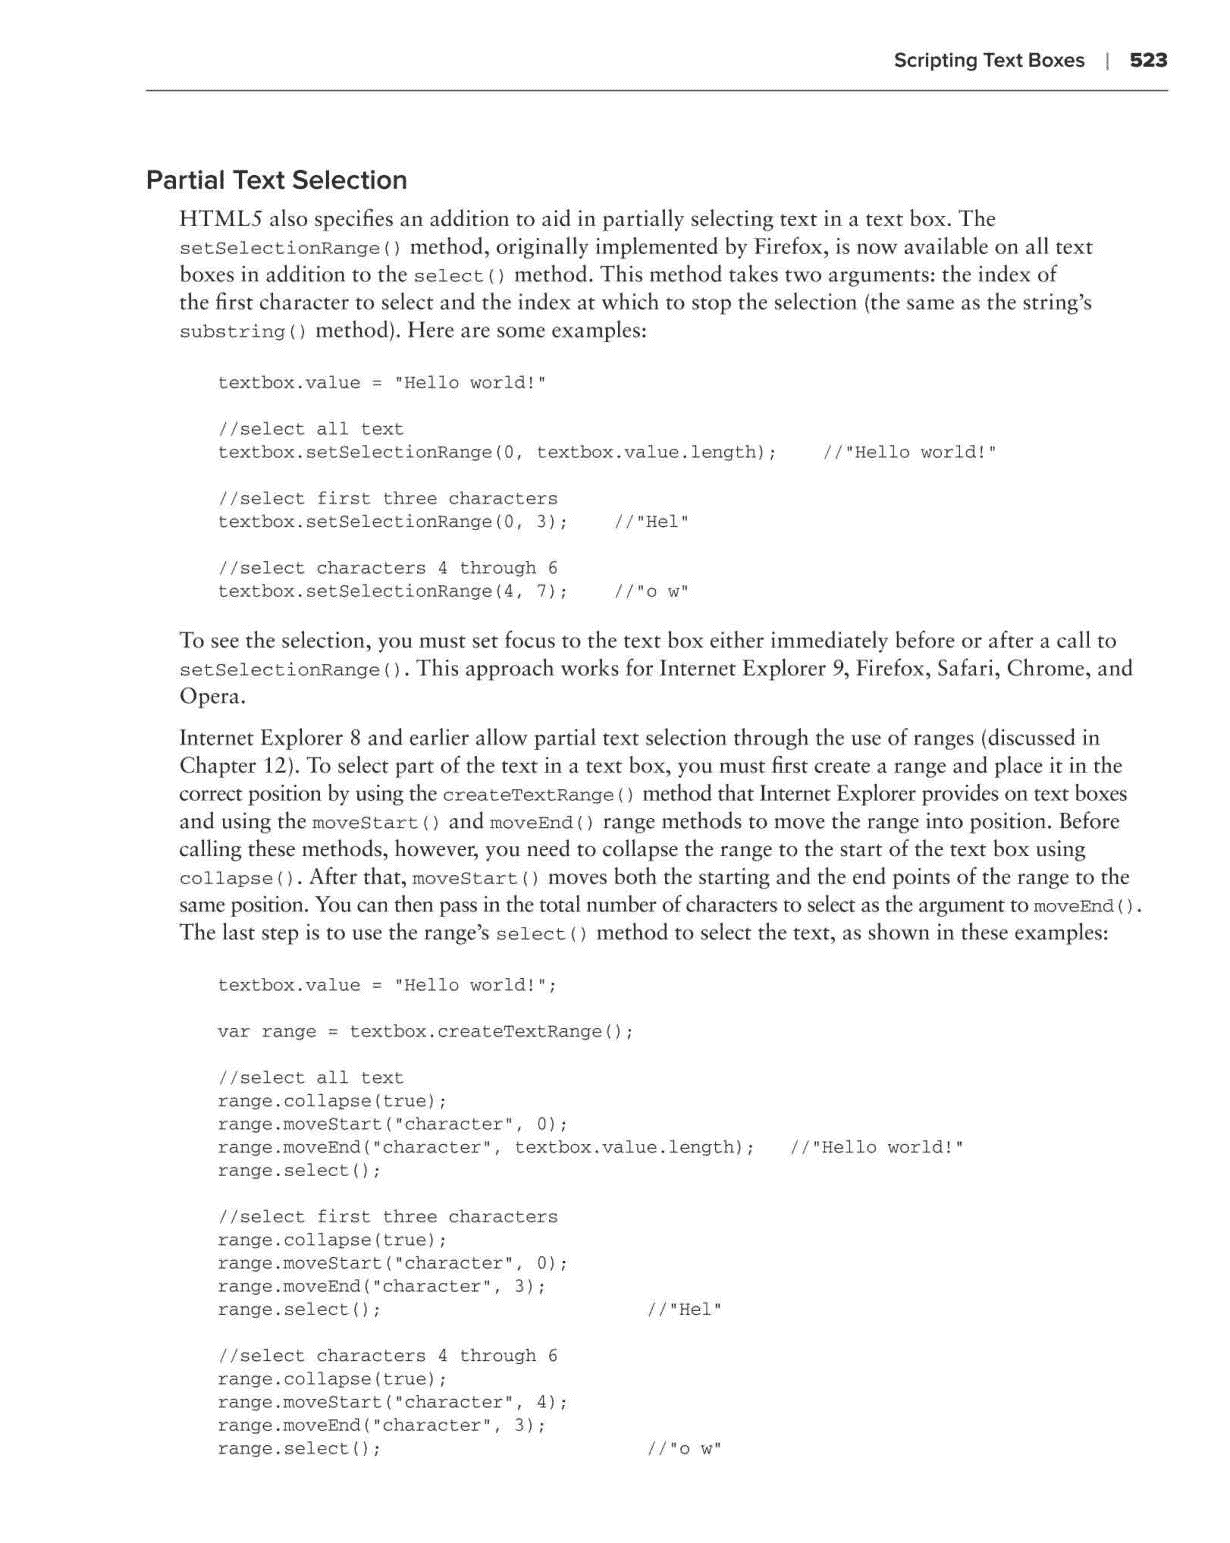 Scripting Text Boxes | 523
Partial Text Selection
HTML5 also specifies an addition to aid in partially selecting text in a text box. The
setSelectionRange() method, originally implemented by Firefox, is now available on all text
boxes in addition to the select() method. This method takes two arguments: the index of
the first character to select and the index at which to stop the selection (the same as the string's
substring() method). Here are some examples:
textbox.value = "Hello world!"
//select all text
textbox.setSelectionRange(0, textbox.value.length);    //"Hello world!"
//select first three characters
textbox.setSelectionRange(0, 3);    //"Hel"
//select characters 4 through 6
textbox.setSelectionRange(4, 7);    //"o w"
To see the selection, you must set focus to the text box either immediately before or after a call to
setSelectionRange(). This approach works for Internet Explorer 9, Firefox, Safari, Chrome, and
Opera.
Internet Explorer 8 and earlier allow partial text selection through the use of ranges (discussed in
Chapter 12). To select part of the text in a text box, you must first create a range and place it in the
correct position by using the createTextRange() method that Internet Explorer provides on text boxes
and using the moveStart() and moveEnd() range methods to move the range into position. Before
calling these methods, however, you need to collapse the range to the start of the text box using
collapse(). After that, moveStart() moves both the starting and the end points of the range to the
same position. You can then pass in the total number of characters to select as the argument to moveEnd().
The last step is to use the range's select() method to select the text, as shown in these examples:
textbox.value = "Hello world!";
var range = textbox.createTextRange();
//select all text
range.collapse(true);
range.moveStart("character", 0);
range.moveEnd("character", textbox.value.length);   //"Hello world!"
range.select();
//select first three characters
range.collapse(true);
range.moveStart("character", 0);
range.moveEnd("character", 3);
range.select();                        //"Hel"
//select characters 4 through 6
range.collapse(true);
range.moveStart("character", 4);
range.moveEnd("character", 3);
range.select();                        //"o w"